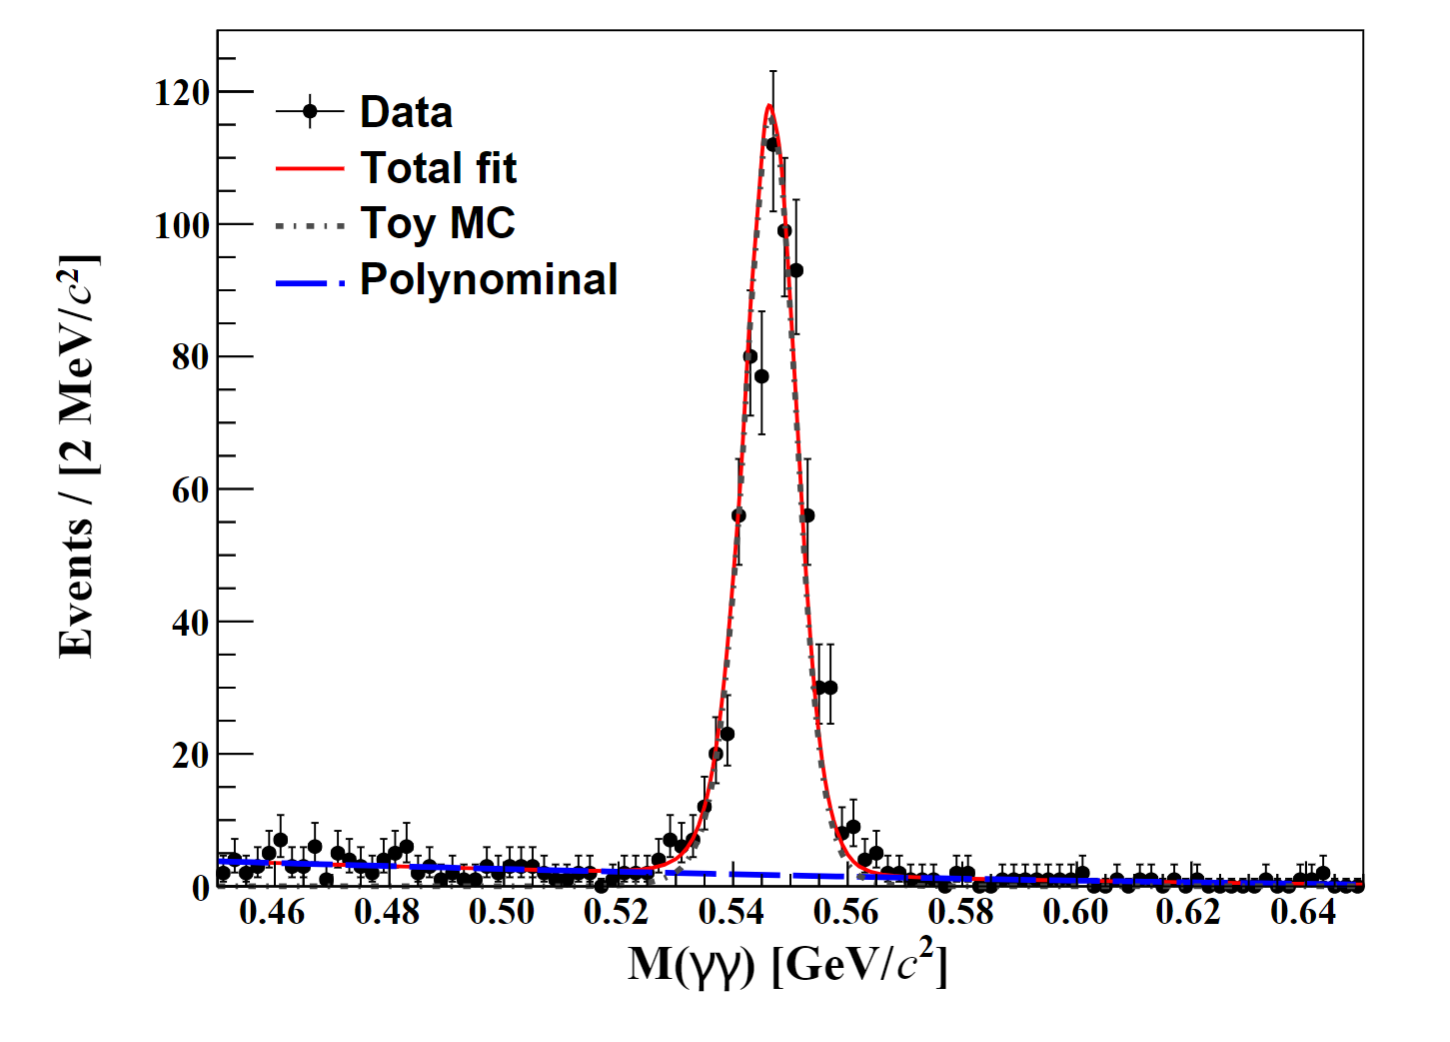 120
100
80
60
40
20
0
Events / [2 MeV/c²]
Data
Total fit
Toy MC
Polynominal
0.46 0.48 0.50 0.52 0.54 0.56 0.58 0.60 0.62 0.64
M(γγ) [GeV/c²]